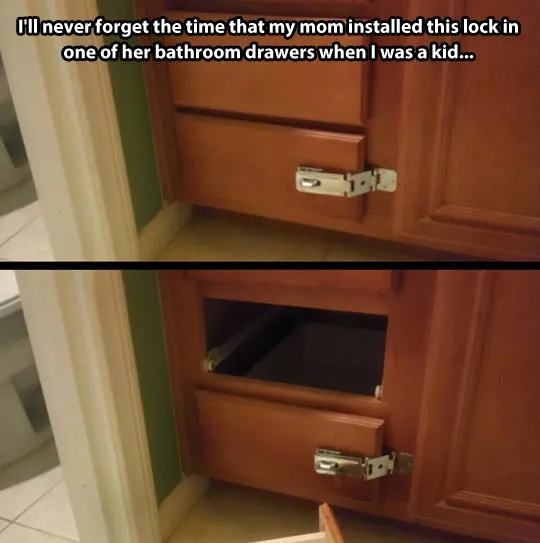 I'll never forget the time that my mom installed this lock in
one of her bathroom drawers when I was a kid...